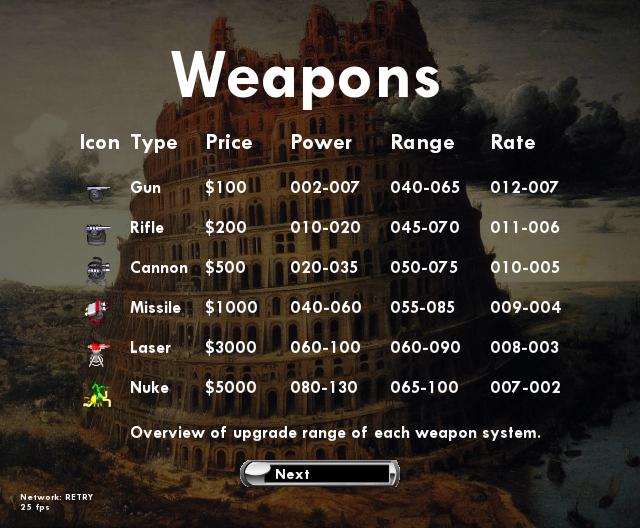 Weapons
Icon Type Price Power Range Rate
Gun $100 002-007 040-065 012-007
Rifle $200 010-020 045-070 011-006
Cannon $500 020-035 050-075 010-005
Missile $1000 040-060 055-085 009-004
Laser $3000 060-100 060-090 008-003
Nuke $5000 080-130 065-100 007-002
Overview of upgrade range of each weapon system.
Next
Network: RETRY
25 fps